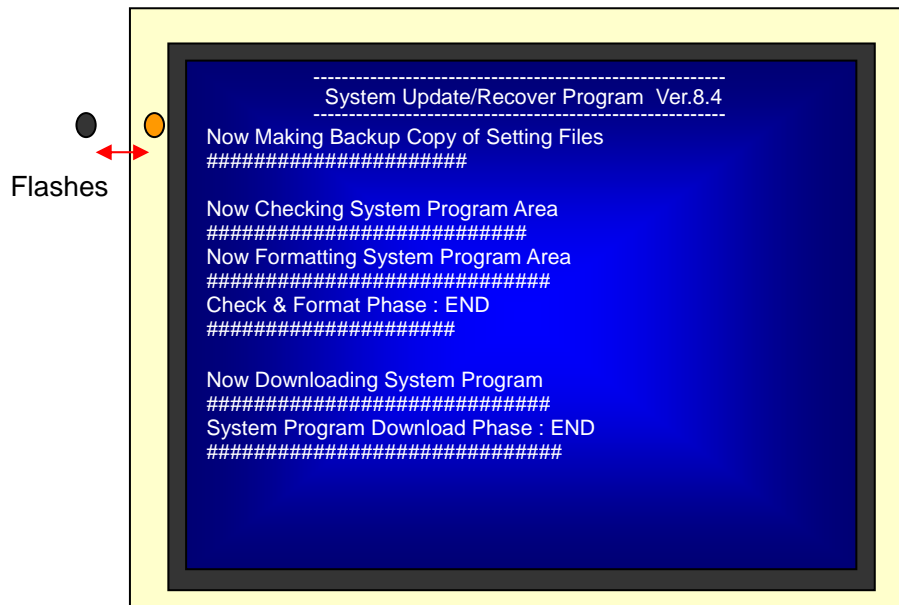 --------------------------------------------------------
System Update/Recover Program Ver.8.4
--------------------------------------------------------
Now Making Backup Copy of Setting Files
######################
Flashes
Now Checking System Program Area
###########################
Now Formatting System Program Area
#############################
Check & Format Phase : END
#####################
Now Downloading System Program
#############################
System Program Download Phase : END
##############################